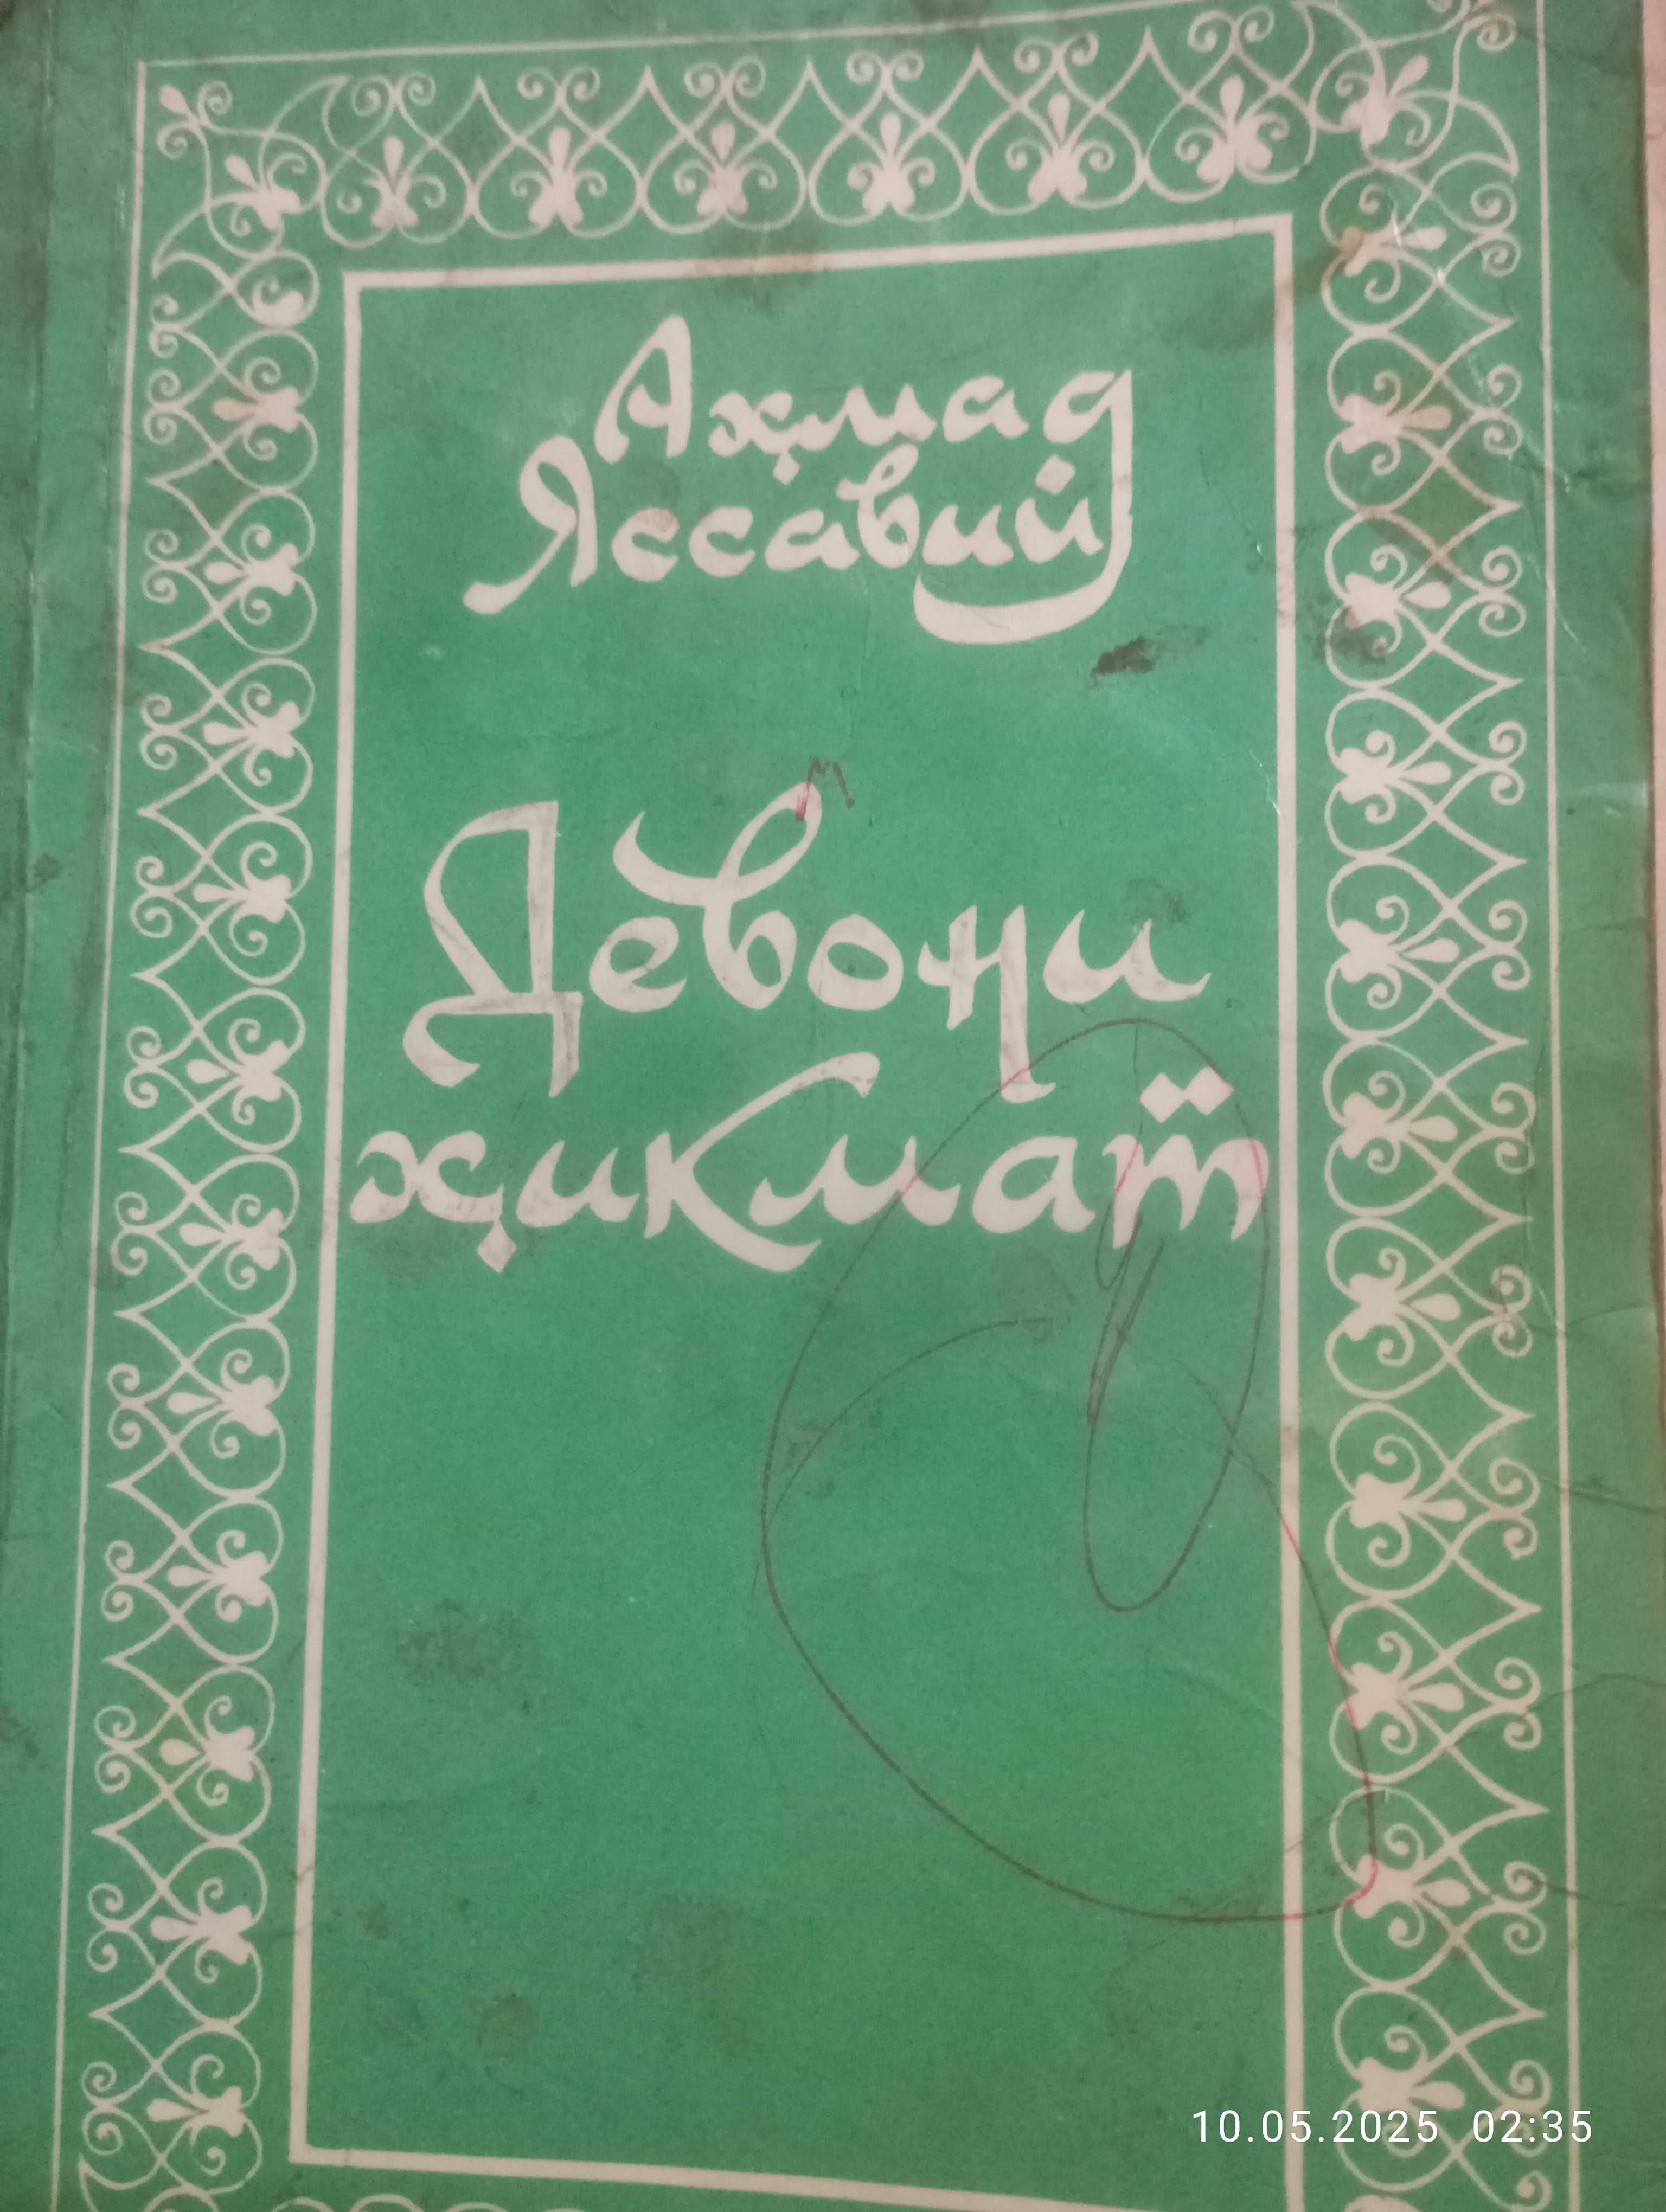 Аҳмад
Яссавий
Девони
ҳикмат
10.05.2025 02:35